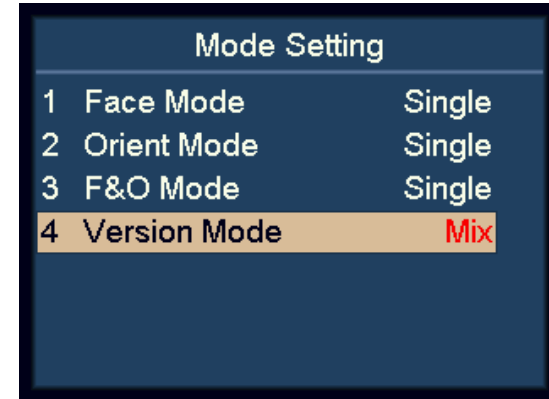 Mode Setting
1 Face Mode Single
2 Orient Mode Single
3 F&O Mode Single
4 Version Mode Mix